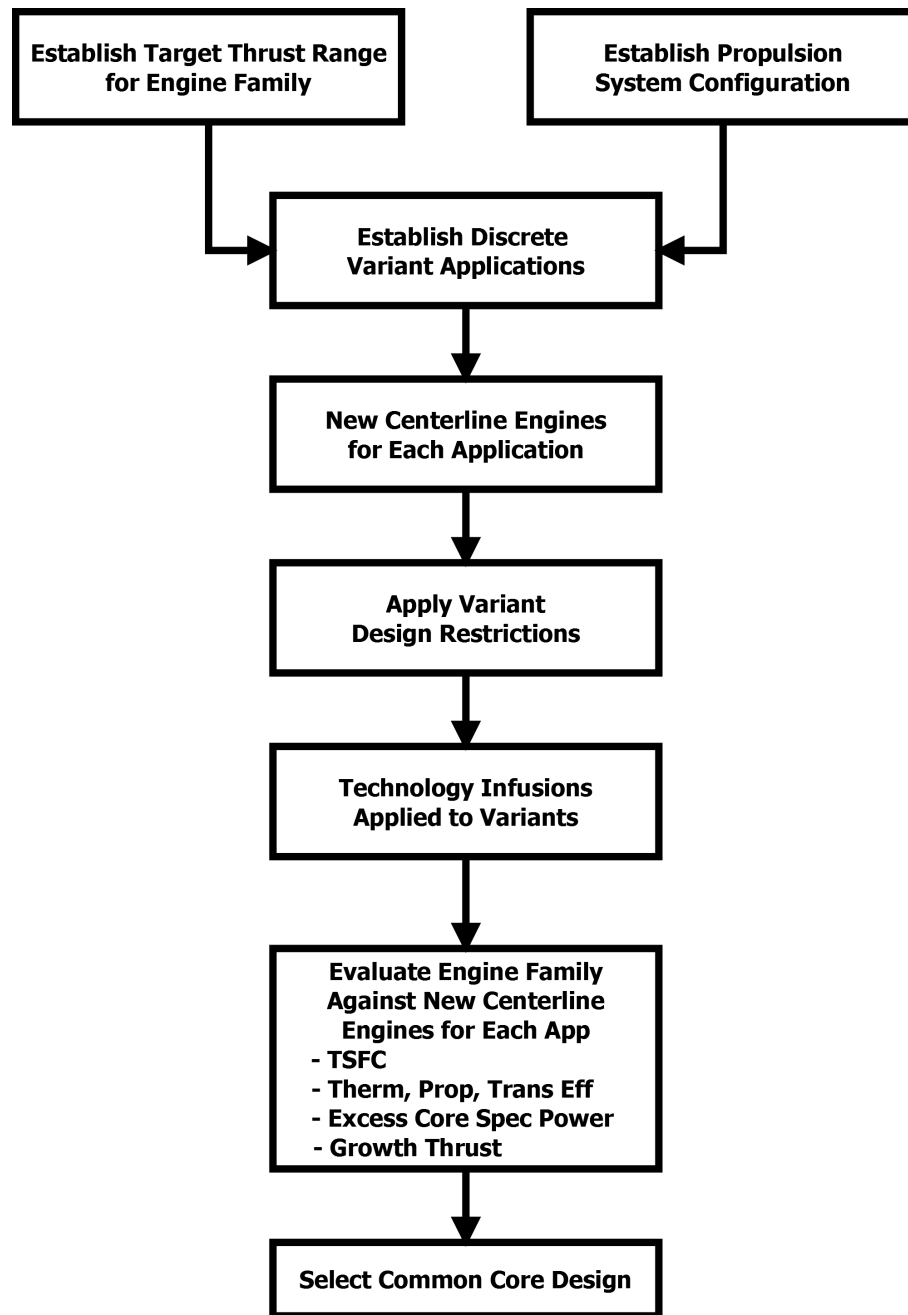 Establish Target Thrust Range
for Engine Family
Establish Propulsion
System Configuration
Establish Discrete
Variant Applications
New Centerline Engines
for Each Application
Apply Variant
Design Restrictions
Technology Infusions
Applied to Variants
Evaluate Engine Family
Against New Centerline
Engines for Each App
- TSFC
- Therm, Prop, Trans Eff
- Excess Core Spec Power
- Growth Thrust
Select Common Core Design